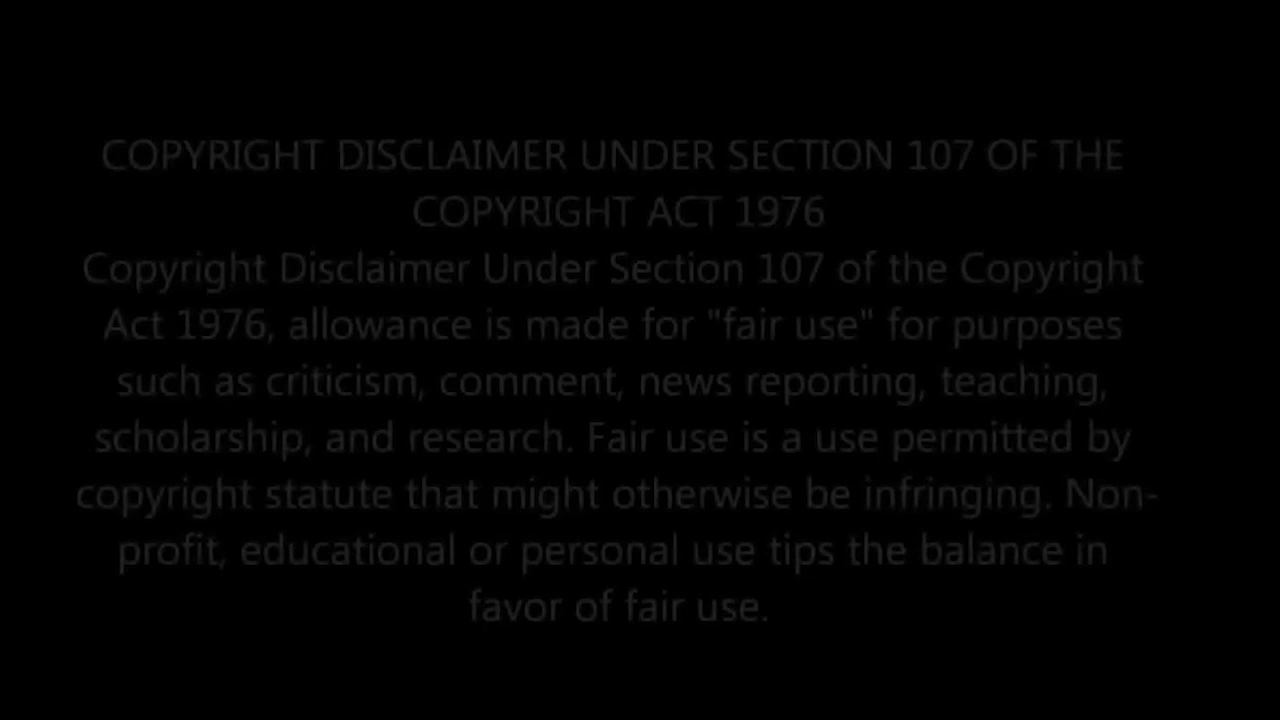 COPYRIGHT DISCLAIMER UNDER SECTION 107 OF THE
COPYRIGHT ACT 1976
Copyright Disclaimer Under Section 107 of the Copyright
Act 1976, allowance is made for "fair use" for purposes
such as criticism, comment, news reporting, teaching,
scholarship, and research. Fair use is a use permitted by
copyright statute that might otherwise be infringing. Non-
profit, educational or personal use tips the balance in
favor of fair use.